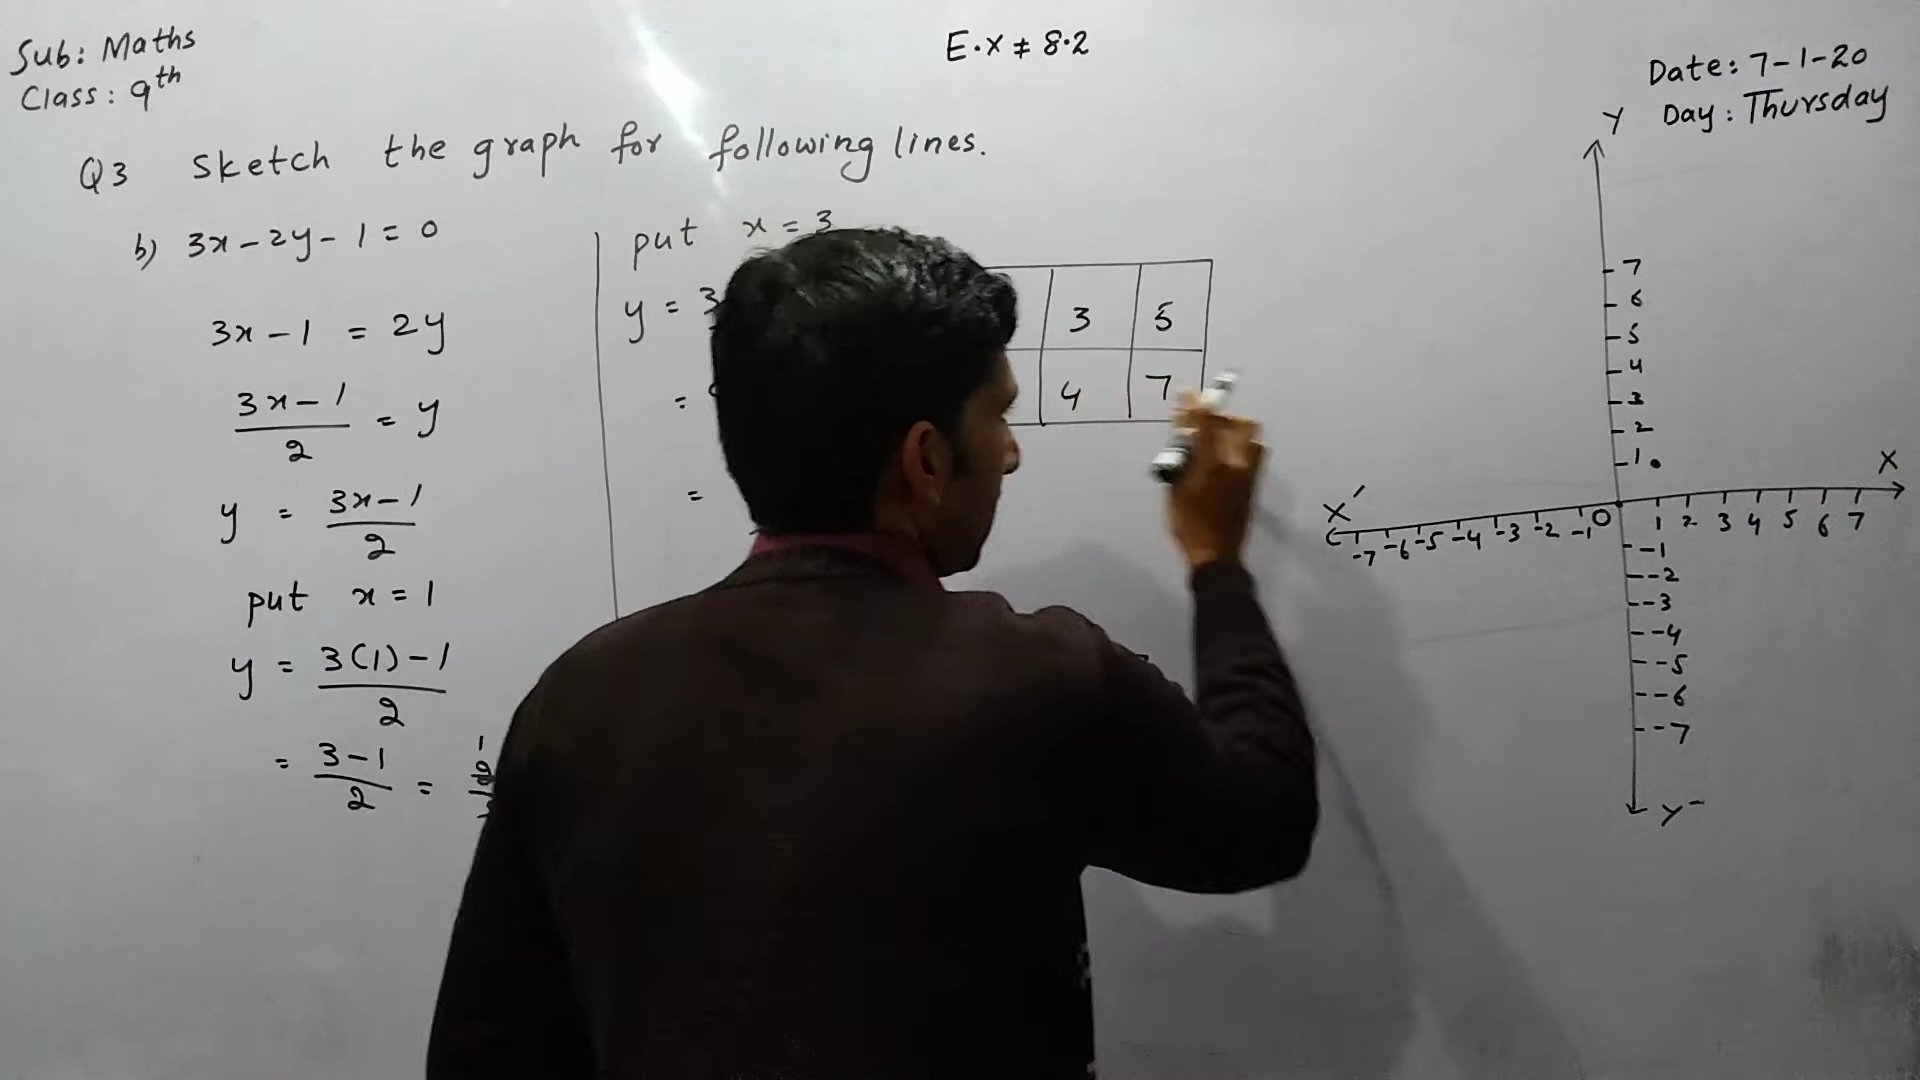 Sub: Maths
Class: 9th
E.X ≠ 8.2
Date: 7-1-20
Day: Thursday
Q3 Sketch the graph for following lines.
b) 3x - 2y - 1 = 0
3x - 1 = 2y
3x - 1 / 2 = y
y = 3x - 1 / 2
put x = 1
y = 3(1) - 1 / 2
= 3 - 1 / 2 =
put x = 3
y = 3
=
=
3 5
4 7
Y
7
6
5
4
3
2
1
X' X
-7 -6 -5 -4 -3 -2 -1 0 1 2 3 4 5 6 7
-1
-2
-3
-4
-5
-6
-7
Y-